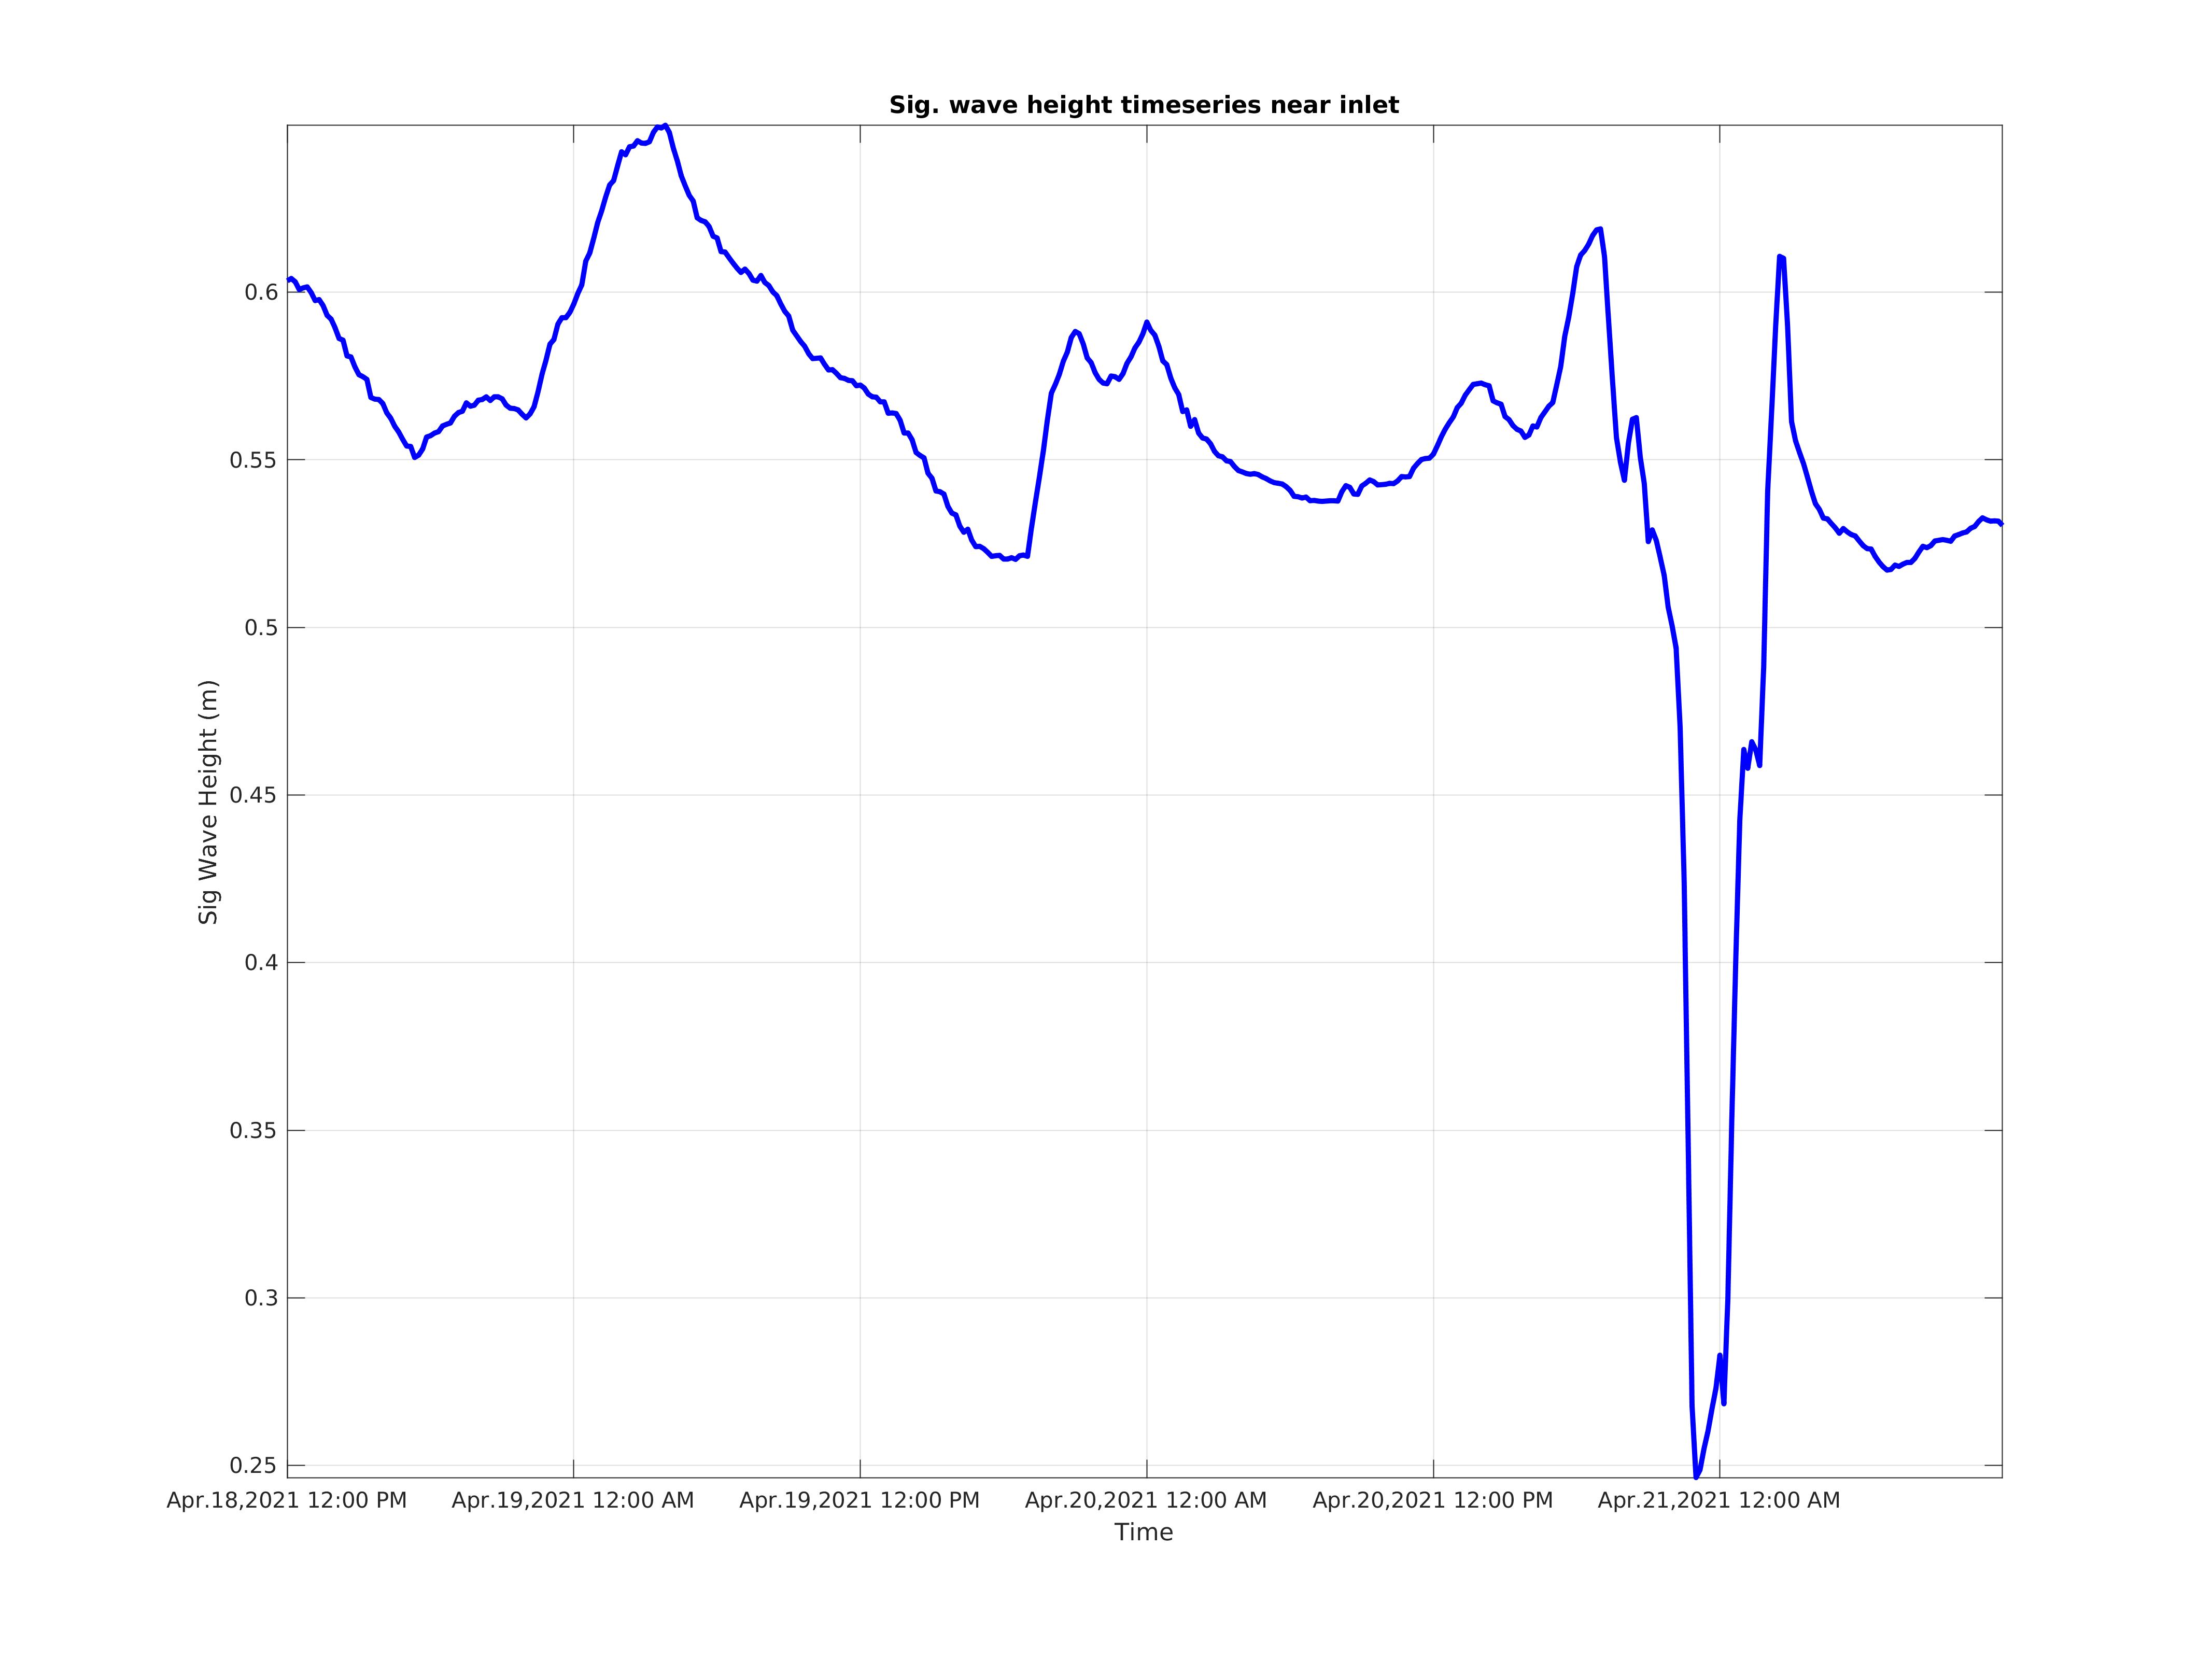 Sig. wave height timeseries near inlet
Sig Wave Height (m)
0.6
0.55
0.5
0.45
0.4
0.35
0.3
0.25
Apr.18,2021 12:00 PM
Apr.19,2021 12:00 AM
Apr.19,2021 12:00 PM
Apr.20,2021 12:00 AM
Apr.20,2021 12:00 PM
Apr.21,2021 12:00 AM
Time